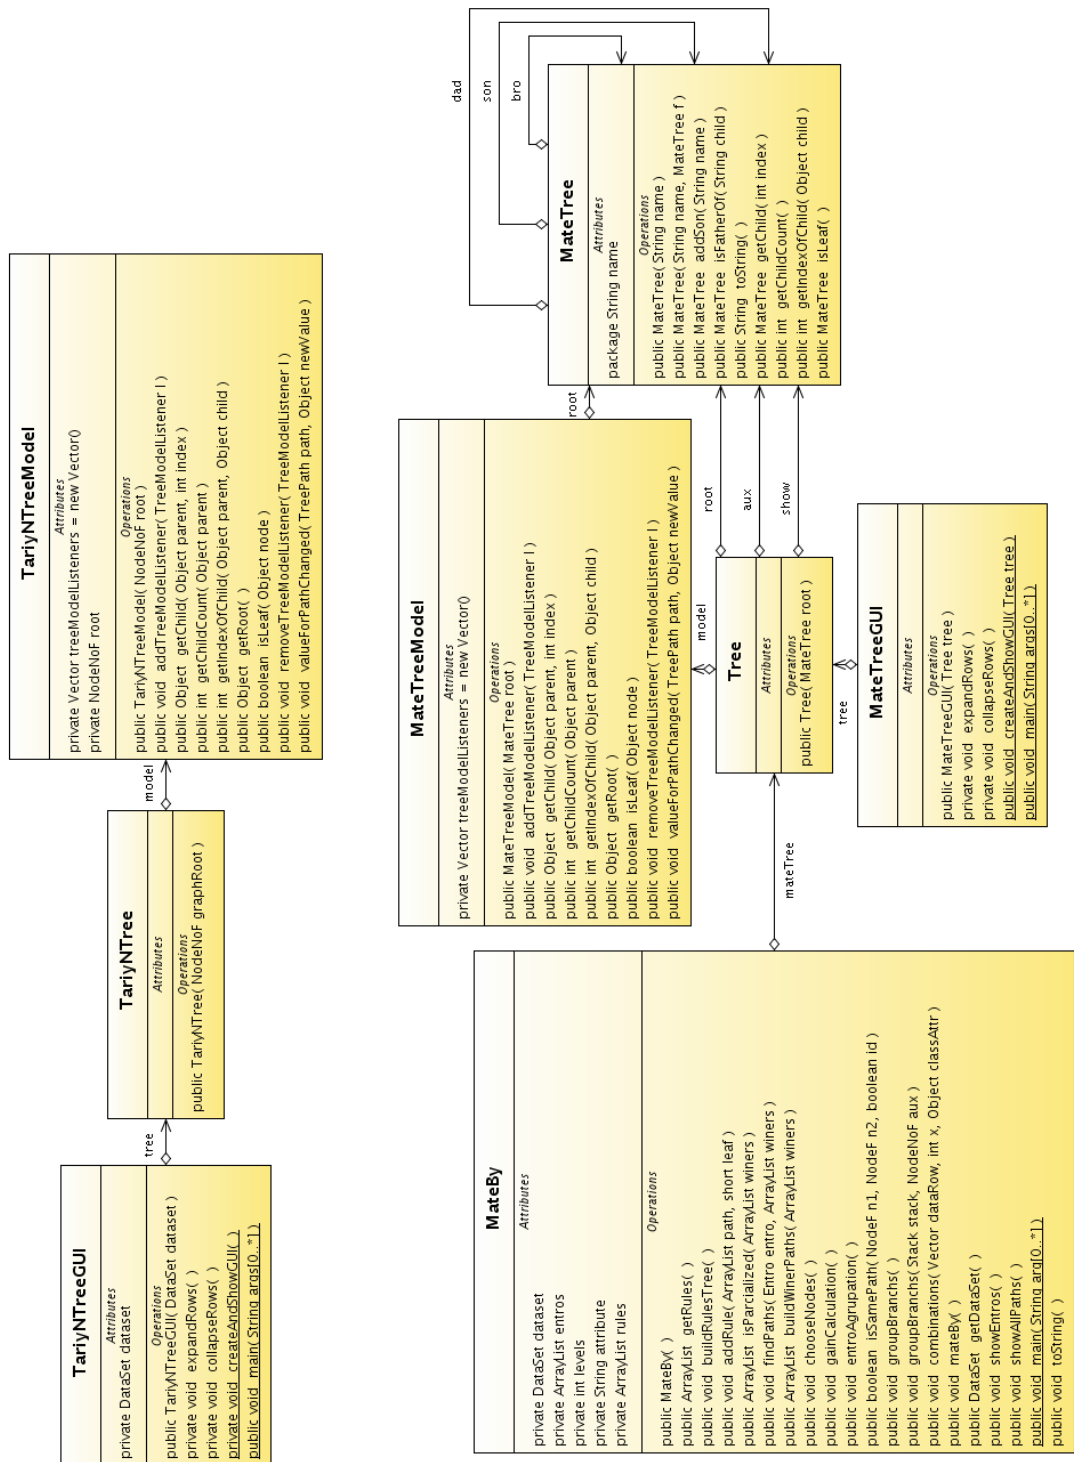 TariyNTreeGUI
Attributes
private DataSet dataset
Operations
public TariyNTreeGUI( DataSet dataset )
private void expandRows( )
private void collapseRows( )
private void createAndShowGUI( )
public void main( String args[0..*] )
tree
TariyNTree
Attributes
Operations
public TariyNTree( NodeNoF graphRoot )
model
TariyNTreeModel
Attributes
private Vector treeModelListeners = new Vector()
private NodeNoF root
Operations
public TariyNTreeModel( NodeNoF root )
public void addTreeModelListener( TreeModelListener l )
public Object getChild( Object parent, int index )
public int getChildCount( Object parent )
public int getIndexOfChild( Object parent, Object child )
public Object getRoot( )
public boolean isLeaf( Object node )
public void removeTreeModelListener( TreeModelListener l )
public void valueForPathChanged( TreePath path, Object newValue )
MateBy
Attributes
private DataSet dataset
private ArrayList entros
private int levels
private String attribute
private ArrayList rules
Operations
public MateBy( )
public ArrayList getRules( )
public void buildRulesTree( )
public void addRule( ArrayList path, short leaf )
public ArrayList isParcialized( ArrayList winers )
public void findPaths( Entro entro, ArrayList winers )
public ArrayList buildWinerPaths( ArrayList winers )
public void chooseNodes( )
public void gainCalculation( )
public void entroAgrupation( )
public boolean isSamePath( NodeF n1, NodeF n2, boolean id )
public void groupBranchs( )
public void groupBranchs( Stack stack, NodeNoF aux )
public void combinations( Vector dataRow, int x, Object classAttr )
public void mateBy( )
public DataSet getDataSet( )
public void showEntros( )
public void showAllPaths( )
public void main( String arg[0..*] )
public void toString( )
mateTree
MateTreeModel
Attributes
private Vector treeModelListeners = new Vector()
Operations
public MateTreeModel( MateTree root )
public void addTreeModelListener( TreeModelListener l )
public Object getChild( Object parent, int index )
public int getChildCount( Object parent )
public int getIndexOfChild( Object parent, Object child )
public Object getRoot( )
public boolean isLeaf( Object node )
public void removeTreeModelListener( TreeModelListener l )
public void valueForPathChanged( TreePath path, Object newValue )
root
model
Tree
Attributes
Operations
public Tree( MateTree root )
root
aux
show
tree
MateTreeGUI
Attributes
Operations
public MateTreeGUI( Tree tree )
private void expandRows( )
private void collapseRows( )
public void createAndShowGUI( Tree tree )
public void main( String args[0..*] )
MateTree
Attributes
package String name
Operations
public MateTree( String name )
public MateTree( String name, MateTree f )
public MateTree addSon( String name )
public MateTree isFatherOf( String child )
public String toString( )
public MateTree getChild( int index )
public int getChildCount( )
public int getIndexOfChild( Object child )
public MateTree isLeaf( )
dad
son
bro